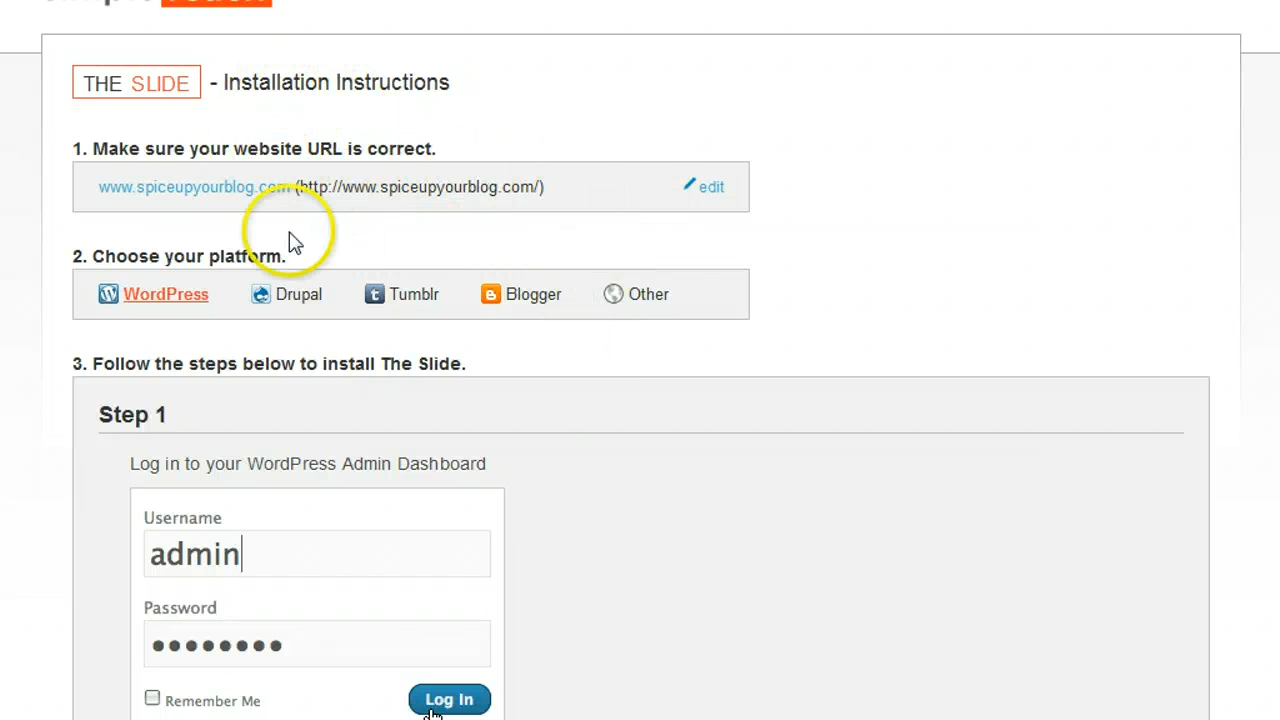 THE SLIDE - Installation Instructions
1. Make sure your website URL is correct.
www.spiceupyourblog.com (http://www.spiceupyourblog.com/) edit
2. Choose your platform.
WordPress Drupal Tumblr Blogger Other
3. Follow the steps below to install The Slide.
Step 1
Log in to your WordPress Admin Dashboard
Username
admin
Password
Remember Me Log In